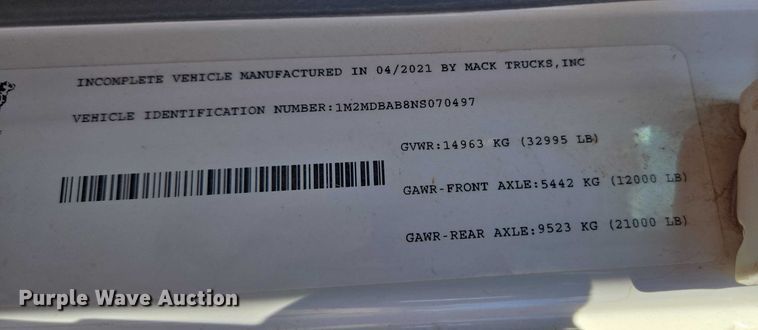 INCOMPLETE VEHICLE MANUFACTURED IN 04/2021 BY MACK TRUCKS,INC
VEHICLE IDENTIFICATION NUMBER:1M2MDBAB8NS070497
GVWR:14963 KG (32995 LB)
GAWR-FRONT AXLE:5442 KG (12000 LB)
GAWR-REAR AXLE:9523 KG (21000 LB)
Purple Wave Auction